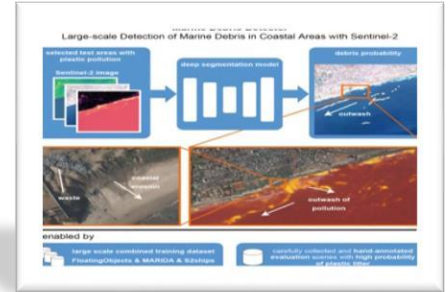 Large-scale Detection of Marine Debris in Coastal Areas with Sentinel-2
selected test areas with
plastic pollution
Sentinel-2 image
deep segmentation model
debris probability
outwash
waste
coastal
erosion
outwash of
pollution
enabled by
large scale combined training dataset
FloatingObjects & MARIDA & S2ships
carefully collected and hand-annotated
evaluation scenes with high probability
of plastic litter